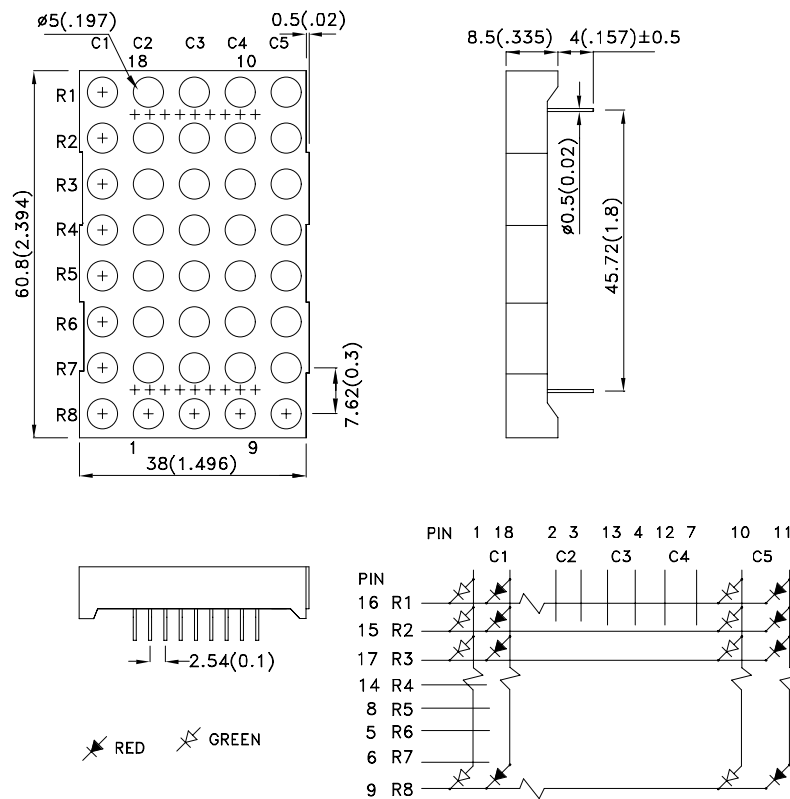 ø5(.197)
0.5(.02)
C1 C2 C3 C4 C5
18 10
R1
R2
R3
R4
R5
R6
R7
R8
60.8(2.394)
7.62(0.3)
1 9
38(1.496)
8.5(.335) 4(.157)±0.5
ø0.5(0.02)
45.72(1.8)
2.54(0.1)
RED GREEN
PIN 1 18 2 3 13 4 12 7 10 11
C1 C2 C3 C4 C5
PIN
16 R1
15 R2
17 R3
14 R4
8 R5
5 R6
6 R7
9 R8